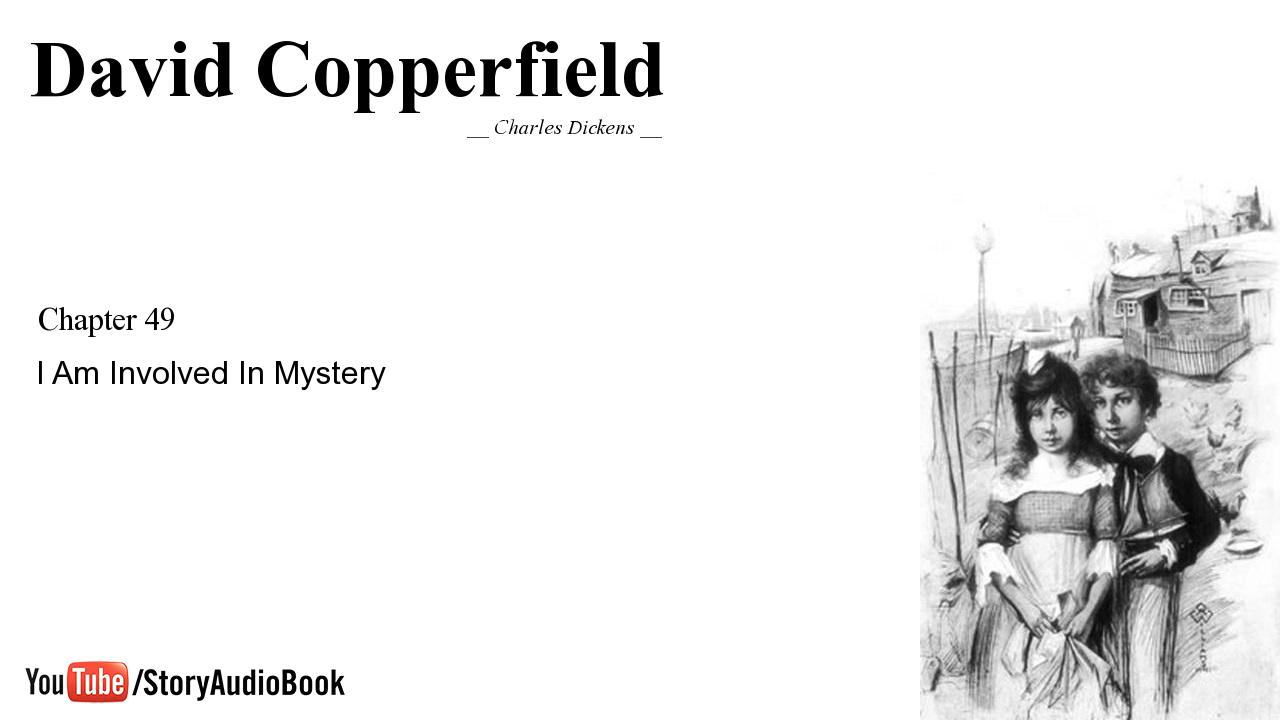 David Copperfield
__ Charles Dickens __
Chapter 49
I Am Involved In Mystery
YouTube/StoryAudioBook